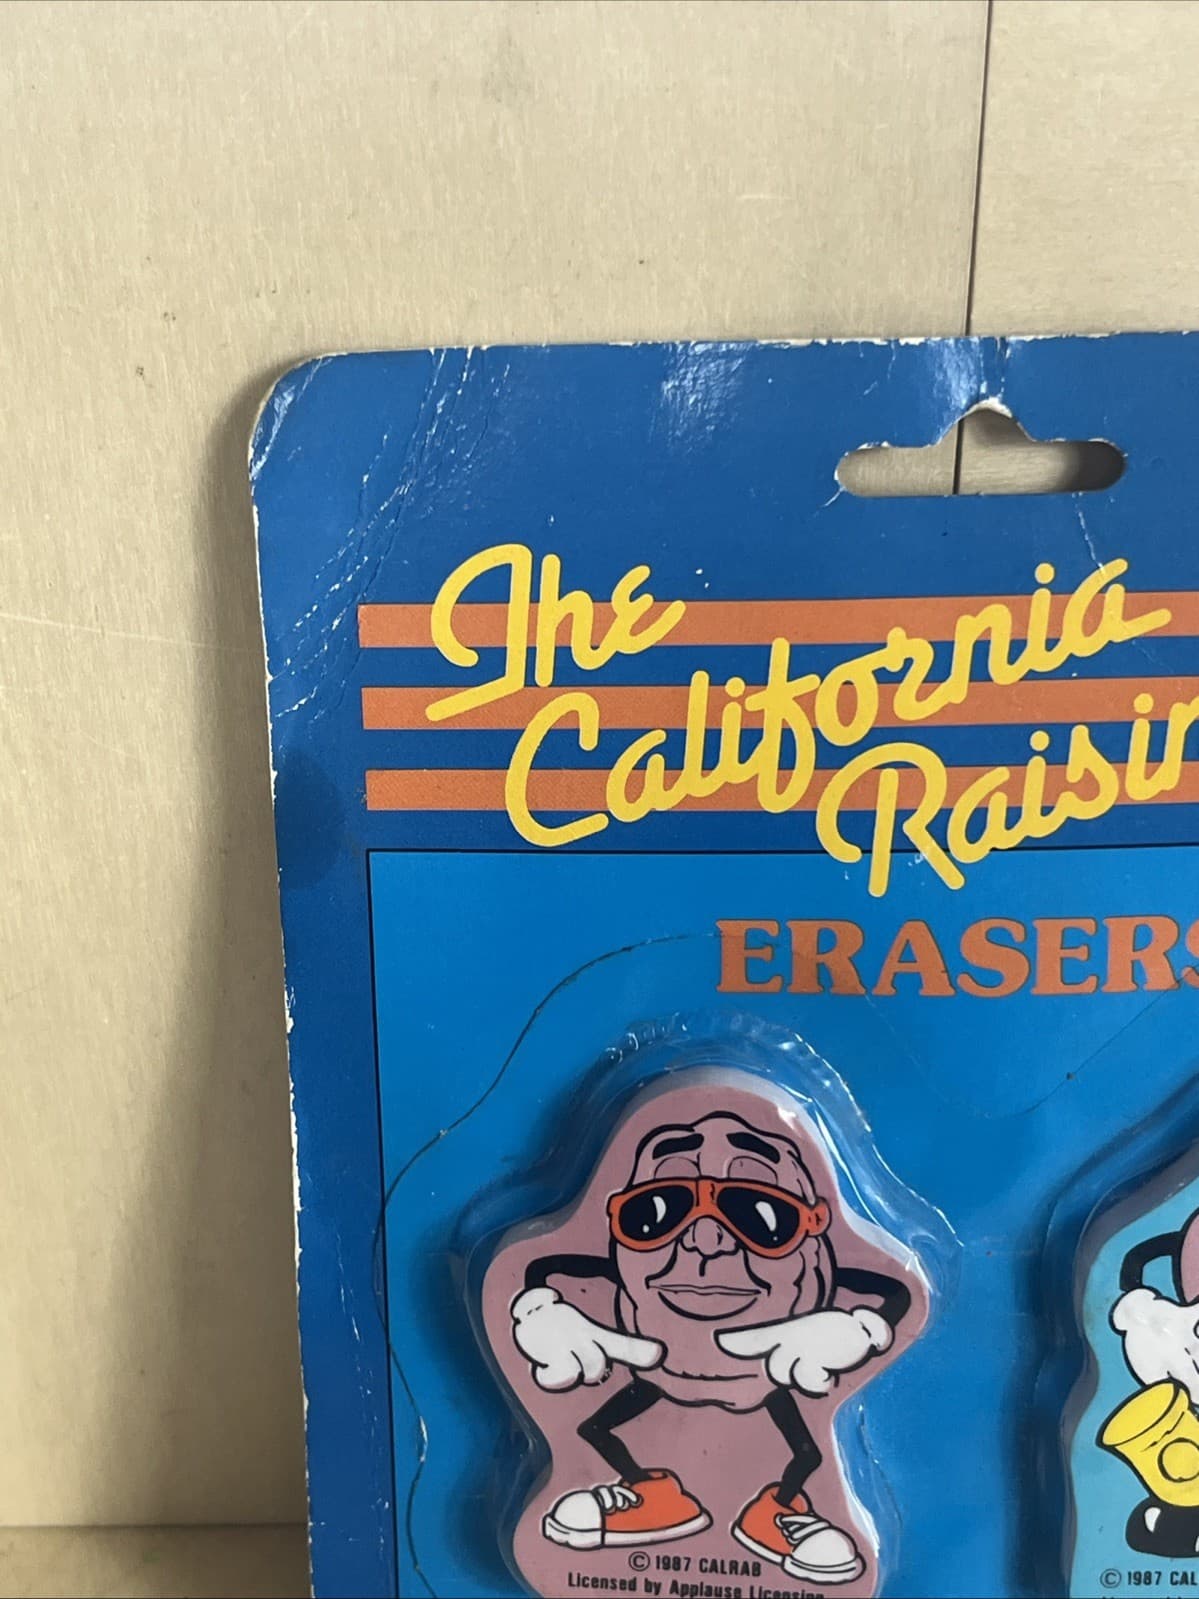 The
California
Raisin
ERASERS
© 1987 CALRAB
Licensed by Applause Licensing
© 1987 CAL